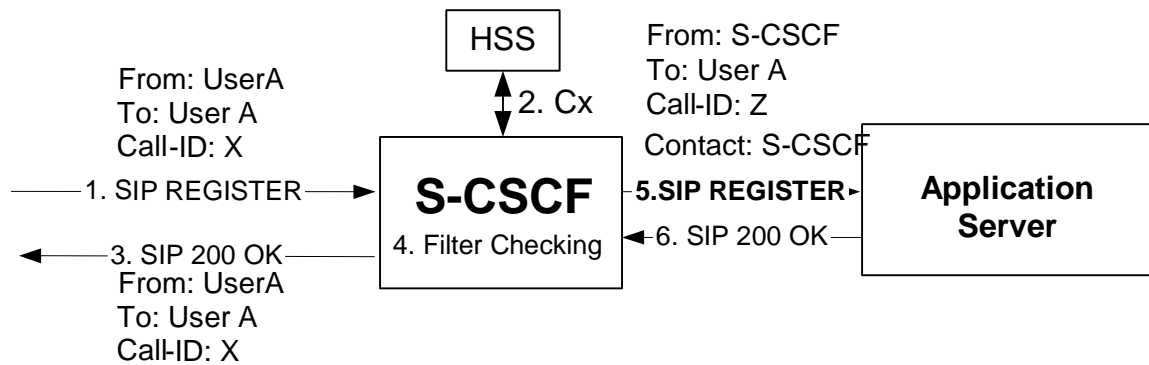 HSS
From: S-CSCF
To: User A
Call-ID: Z
Contact: S-CSCF
From: UserA
To: User A
Call-ID: X
2. Cx
1. SIP REGISTER
S-CSCF
4. Filter Checking
5.SIP REGISTER
Application
Server
3. SIP 200 OK
6. SIP 200 OK
From: UserA
To: User A
Call-ID: X